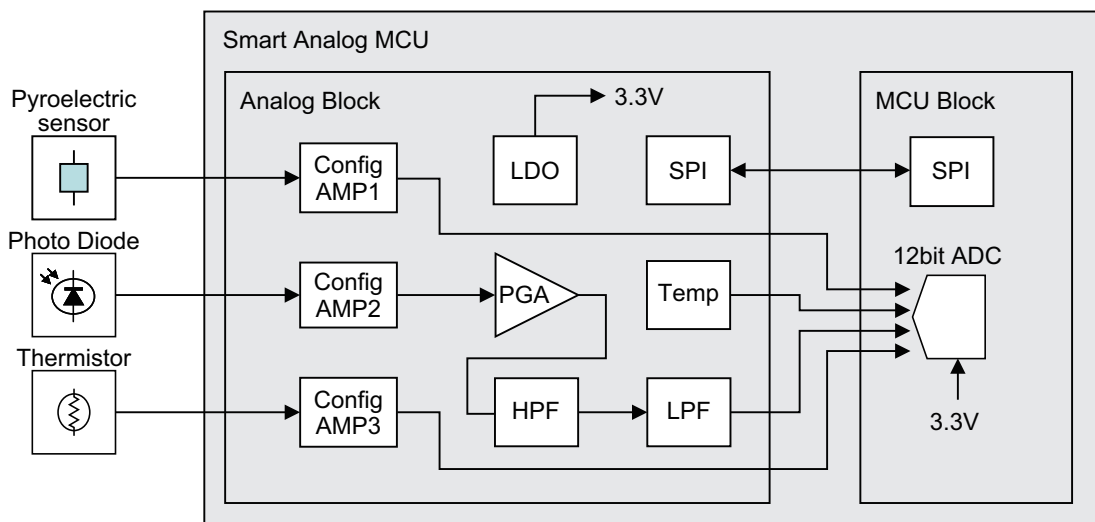 Smart Analog MCU
Pyroelectric
sensor
Analog Block
3.3V
MCU Block
Config
AMP1
LDO
SPI
SPI
Photo Diode
12bit ADC
Config
AMP2
PGA
Temp
Thermistor
Config
AMP3
HPF
LPF
3.3V